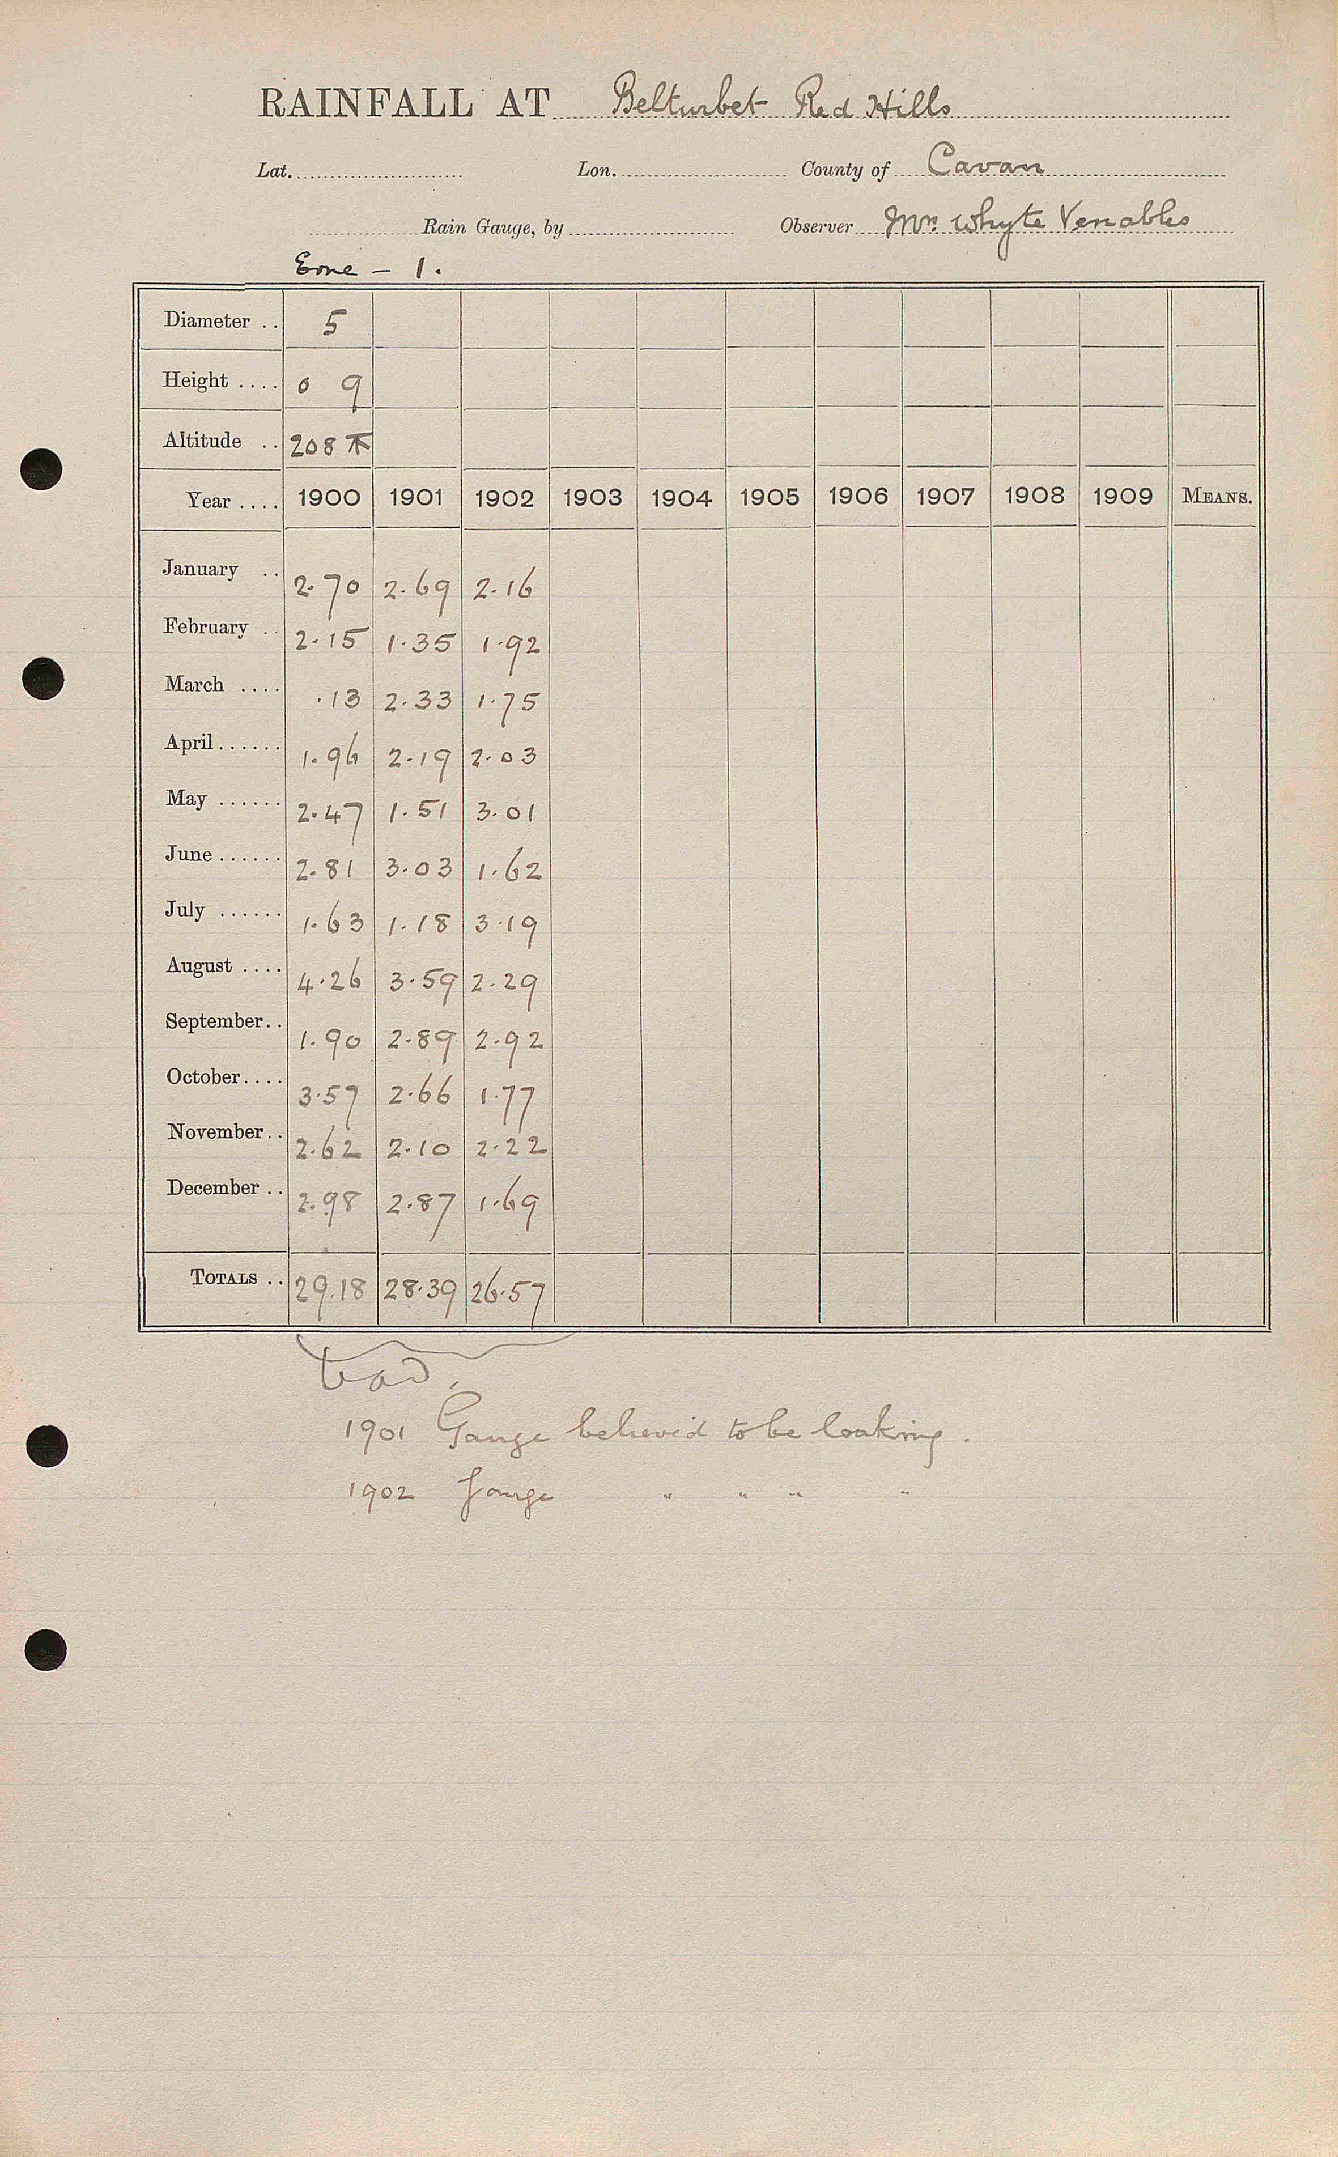 RAINFALL AT Belturbet Red Hills
Lat. Lon. County of Cavan
Rain Gauge, by Observer Mrs. Whyte Venables
Erne - 1.
Diameter .. 5
Height .... 0 9
Altitude .. 208
Year .... 1900 1901 1902 1903 1904 1905 1906 1907 1908 1909 MEANS.
January .. 2.70 2.69 2.16
February .. 2.15 1.35 1.92
March .... .13 2.33 1.75
April ...... 1.96 2.19 2.03
May ...... 2.47 1.51 3.01
June ...... 2.81 3.03 1.62
July ...... 1.63 1.18 3.19
August .... 4.26 3.59 2.29
September .. 1.90 2.89 2.92
October .... 3.57 2.66 1.77
November .. 2.62 2.10 2.22
December .. 2.98 2.87 1.69
TOTALS .. 29.18 28.39 26.57
bad.
1901 Gauge believed to be leaking.
1902 Gauge " " " "